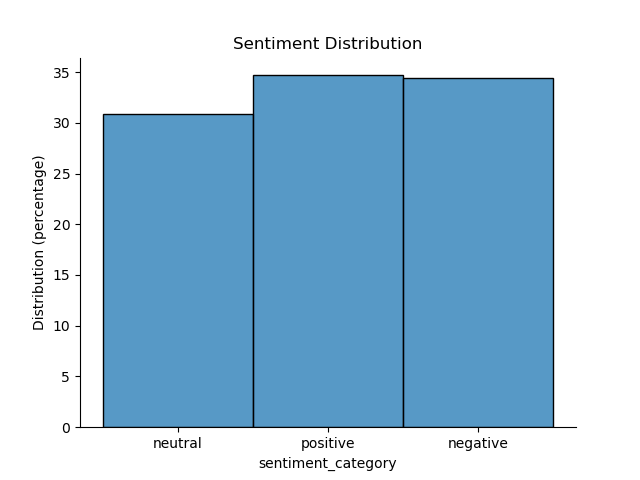 Sentiment Distribution
Distribution (percentage)
35
30
25
20
15
10
5
0
neutral positive negative
sentiment_category